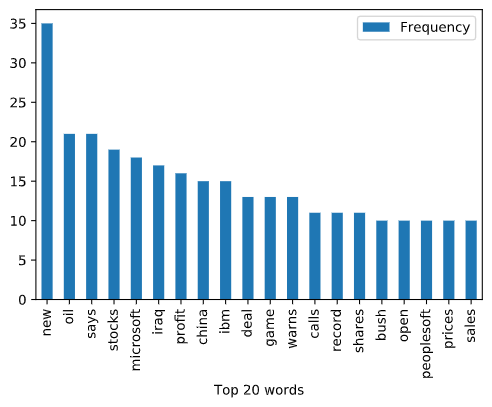 Frequency
35
30
25
20
15
10
5
0
new
oil
says
stocks
microsoft
iraq
profit
china
ibm
deal
game
warns
calls
record
shares
bush
open
peoplesoft
prices
sales
Top 20 words